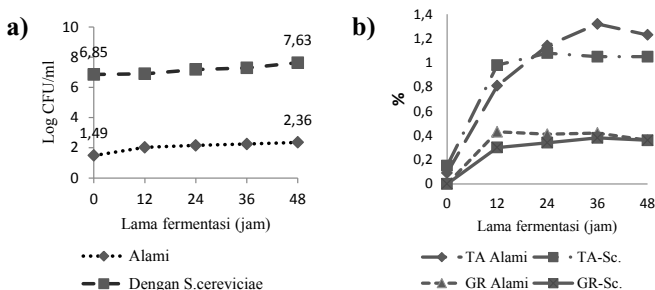 a)
Log CFU/ml
10
8
6
4
2
0
6,85
7,63
1,49
2,36
0 12 24 36 48
Lama fermentasi (jam)
Alami
Dengan S.cereviciae
b)
%
1,4
1,2
1
0,8
0,6
0,4
0,2
0
0 12 24 36 48
Lama fermentasi (jam)
TA Alami TA-Sc.
GR Alami GR-Sc.